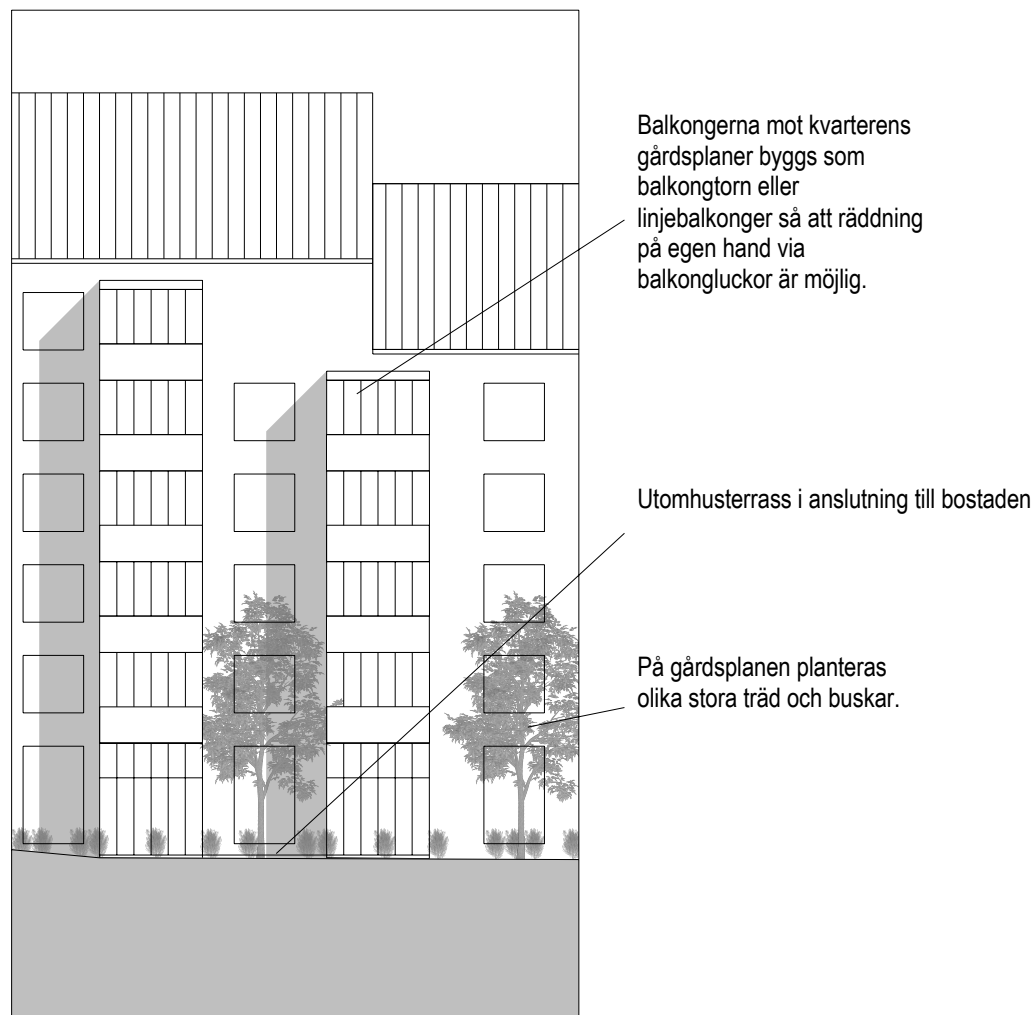 Balkongerna mot kvarterens
gårdsplaner byggs som
balkongtorn eller
linjebalkonger så att räddning
på egen hand via
balkongluckor är möjlig.
Utomhusterrass i anslutning till bostaden
På gårdsplanen planteras
olika stora träd och buskar.